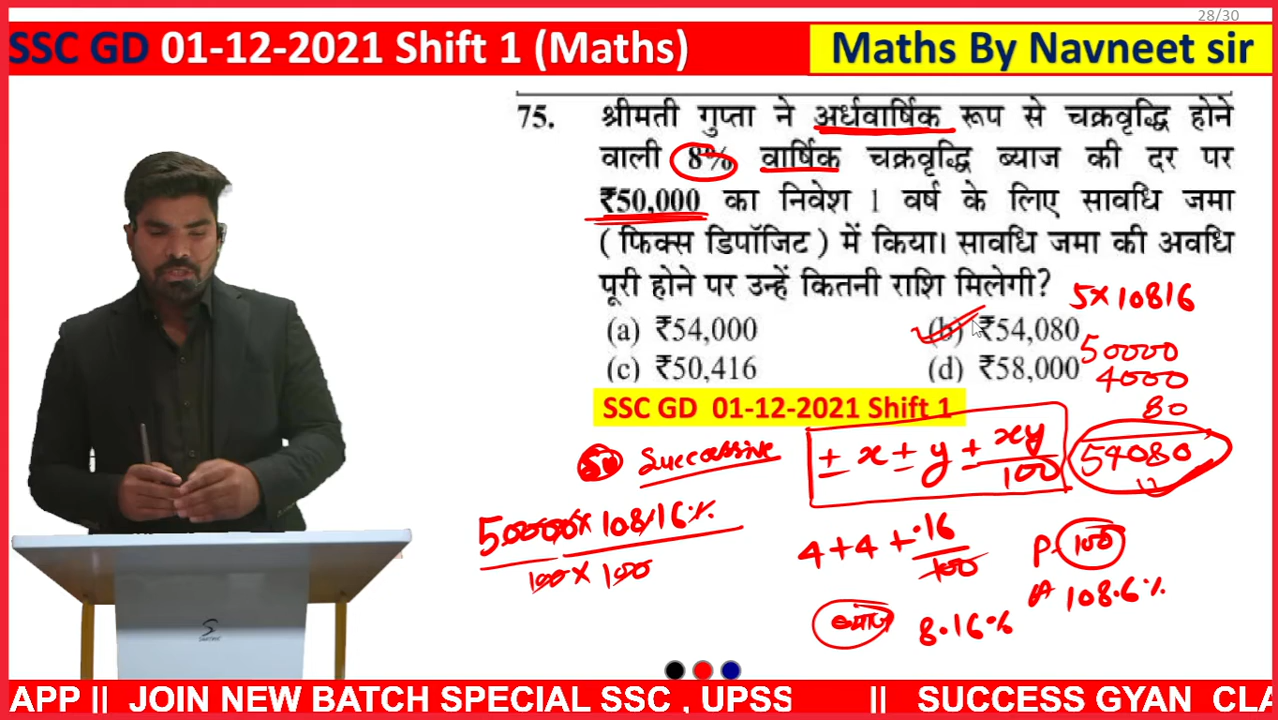 28/30
SSC GD 01-12-2021 Shift 1 (Maths)
Maths By Navneet sir
75. श्रीमती गुप्ता ने अर्धवार्षिक रूप से चक्रवृद्धि होने
वाली 8% वार्षिक चक्रवृद्धि ब्याज की दर पर
₹50,000 का निवेश 1 वर्ष के लिए सावधि जमा
(फिक्स डिपॉजिट) में किया। सावधि जमा की अवधि
पूरी होने पर उन्हें कितनी राशि मिलेगी?
(a) ₹54,000 (b) ₹54,080
(c) ₹50,416 (d) ₹58,000
SSC GD 01-12-2021 Shift 1
5×10816
50000
4000
80
54080
Successive
± x ± y ± xy/100
50000 × 108.16%
100 × 100
4+4+.16/100
P. 100
A 108.6%
ब्याज 8.16%
APP || JOIN NEW BATCH SPECIAL SSC , UPSS || SUCCESS GYAN CLA